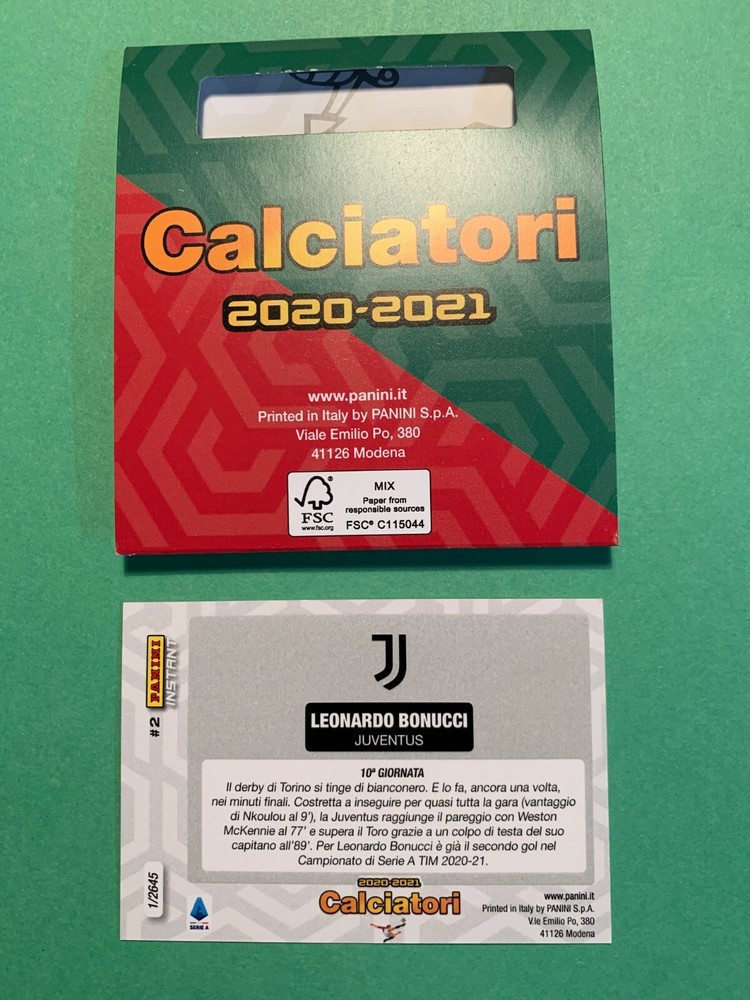 Calciatori
2020-2021
www.panini.it
Printed in Italy by PANINI S.p.A.
Viale Emilio Po, 380
41126 Modena
FSC®
www.fsc.org
MIX
Paper from
responsible sources
FSC® C115044
#2 PANINI
INSTANT
LEONARDO BONUCCI
JUVENTUS
10ª GIORNATA
Il derby di Torino si tinge di bianconero. E lo fa, ancora una volta,
nei minuti finali. Costretta a inseguire per quasi tutta la gara (vantaggio
di Nkoulou al 9'), la Juventus raggiunge il pareggio con Weston
McKennie al 77' e supera il Toro grazie a un colpo di testa del suo
capitano all'89'. Per Leonardo Bonucci è già il secondo gol nel
Campionato di Serie A TIM 2020-21.
1/2645
SERIE A
2020-2021
Calciatori
www.panini.it
Printed in Italy by PANINI S.p.A.
V.le Emilio Po, 380
41126 Modena